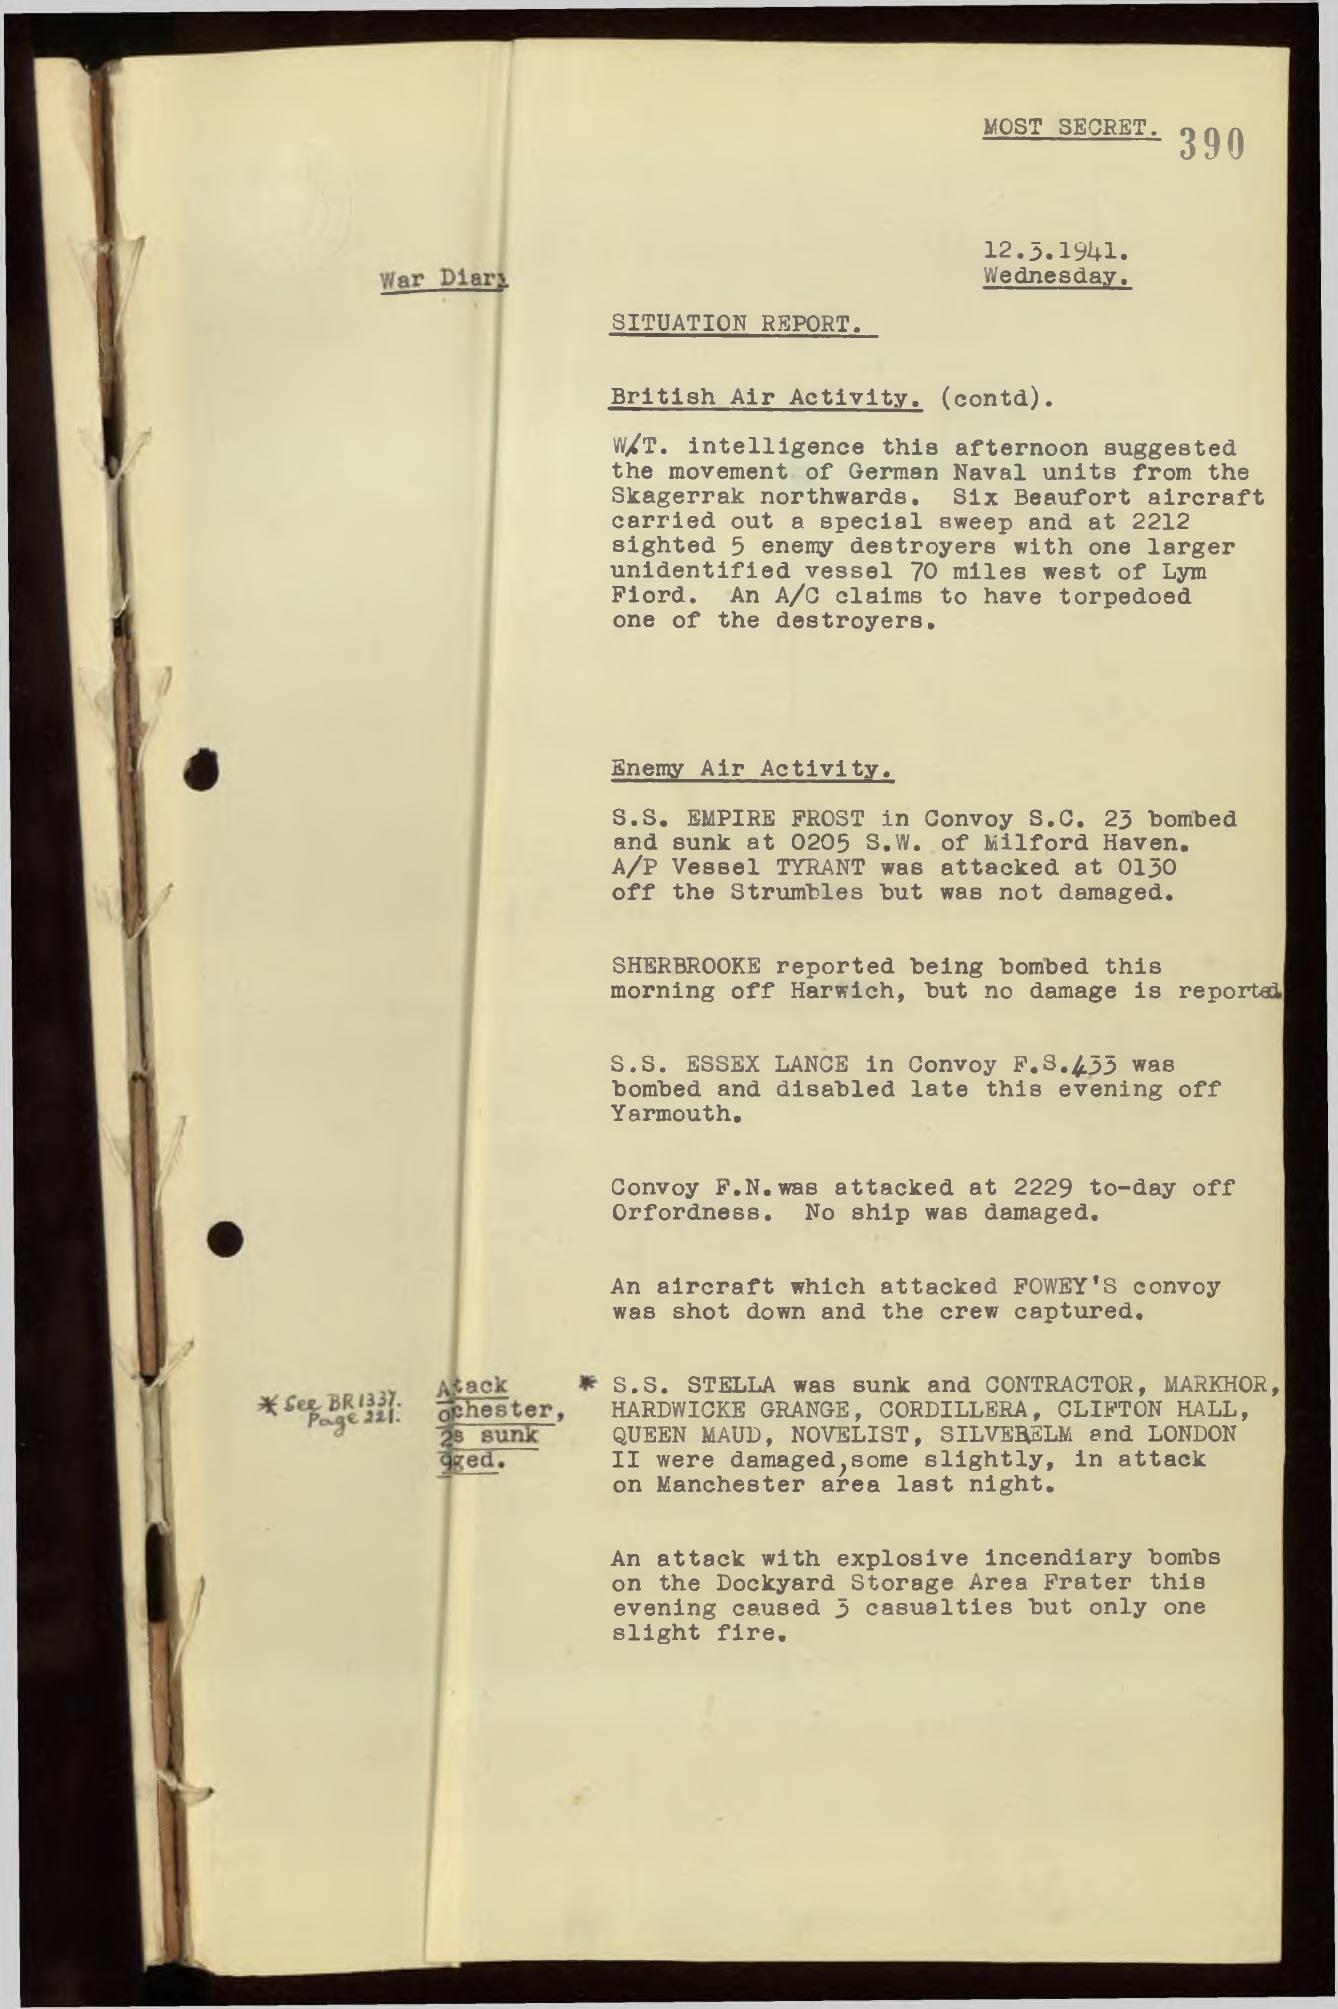 MOST SECRET. 390
12.3.1941.
Wednesday.
War Diar
SITUATION REPORT.
British Air Activity. (contd).
W/T. intelligence this afternoon suggested
the movement of German Naval units from the
Skagerrak northwards. Six Beaufort aircraft
carried out a special sweep and at 2212
sighted 5 enemy destroyers with one larger
unidentified vessel 70 miles west of Lym
Fiord. An A/C claims to have torpedoed
one of the destroyers.
Enemy Air Activity.
S.S. EMPIRE FROST in Convoy S.C. 23 bombed
and sunk at 0205 S.W. of Milford Haven.
A/P Vessel TYRANT was attacked at 0130
off the Strumbles but was not damaged.
SHERBROOKE reported being bombed this
morning off Harwich, but no damage is reported.
S.S. ESSEX LANCE in Convoy F.S.433 was
bombed and disabled late this evening off
Yarmouth.
Convoy F.N. was attacked at 2229 to-day off
Orfordness. No ship was damaged.
An aircraft which attacked FOWEY'S convoy
was shot down and the crew captured.
* See BR 1337.
Page 221.
tack
chester,
s sunk
ged.
* S.S. STELLA was sunk and CONTRACTOR, MARKHOR,
HARDWICKE GRANGE, CORDILLERA, CLIFTON HALL,
QUEEN MAUD, NOVELIST, SILVERELM and LONDON
II were damaged, some slightly, in attack
on Manchester area last night.
An attack with explosive incendiary bombs
on the Dockyard Storage Area Frater this
evening caused 3 casualties but only one
slight fire.